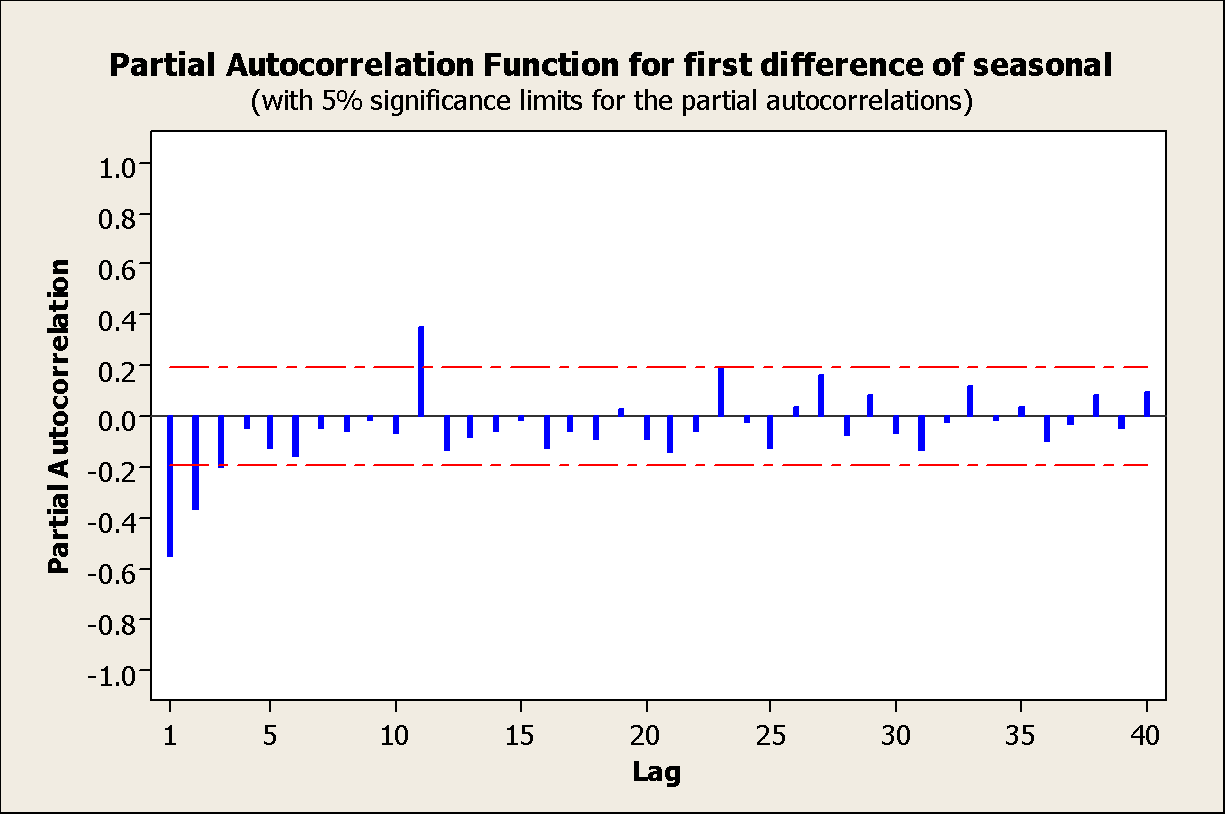 Partial Autocorrelation Function for first difference of seasonal
(with 5% significance limits for the partial autocorrelations)
Partial Autocorrelation
1.0
0.8
0.6
0.4
0.2
0.0
-0.2
-0.4
-0.6
-0.8
-1.0
1 5 10 15 20 25 30 35 40
Lag